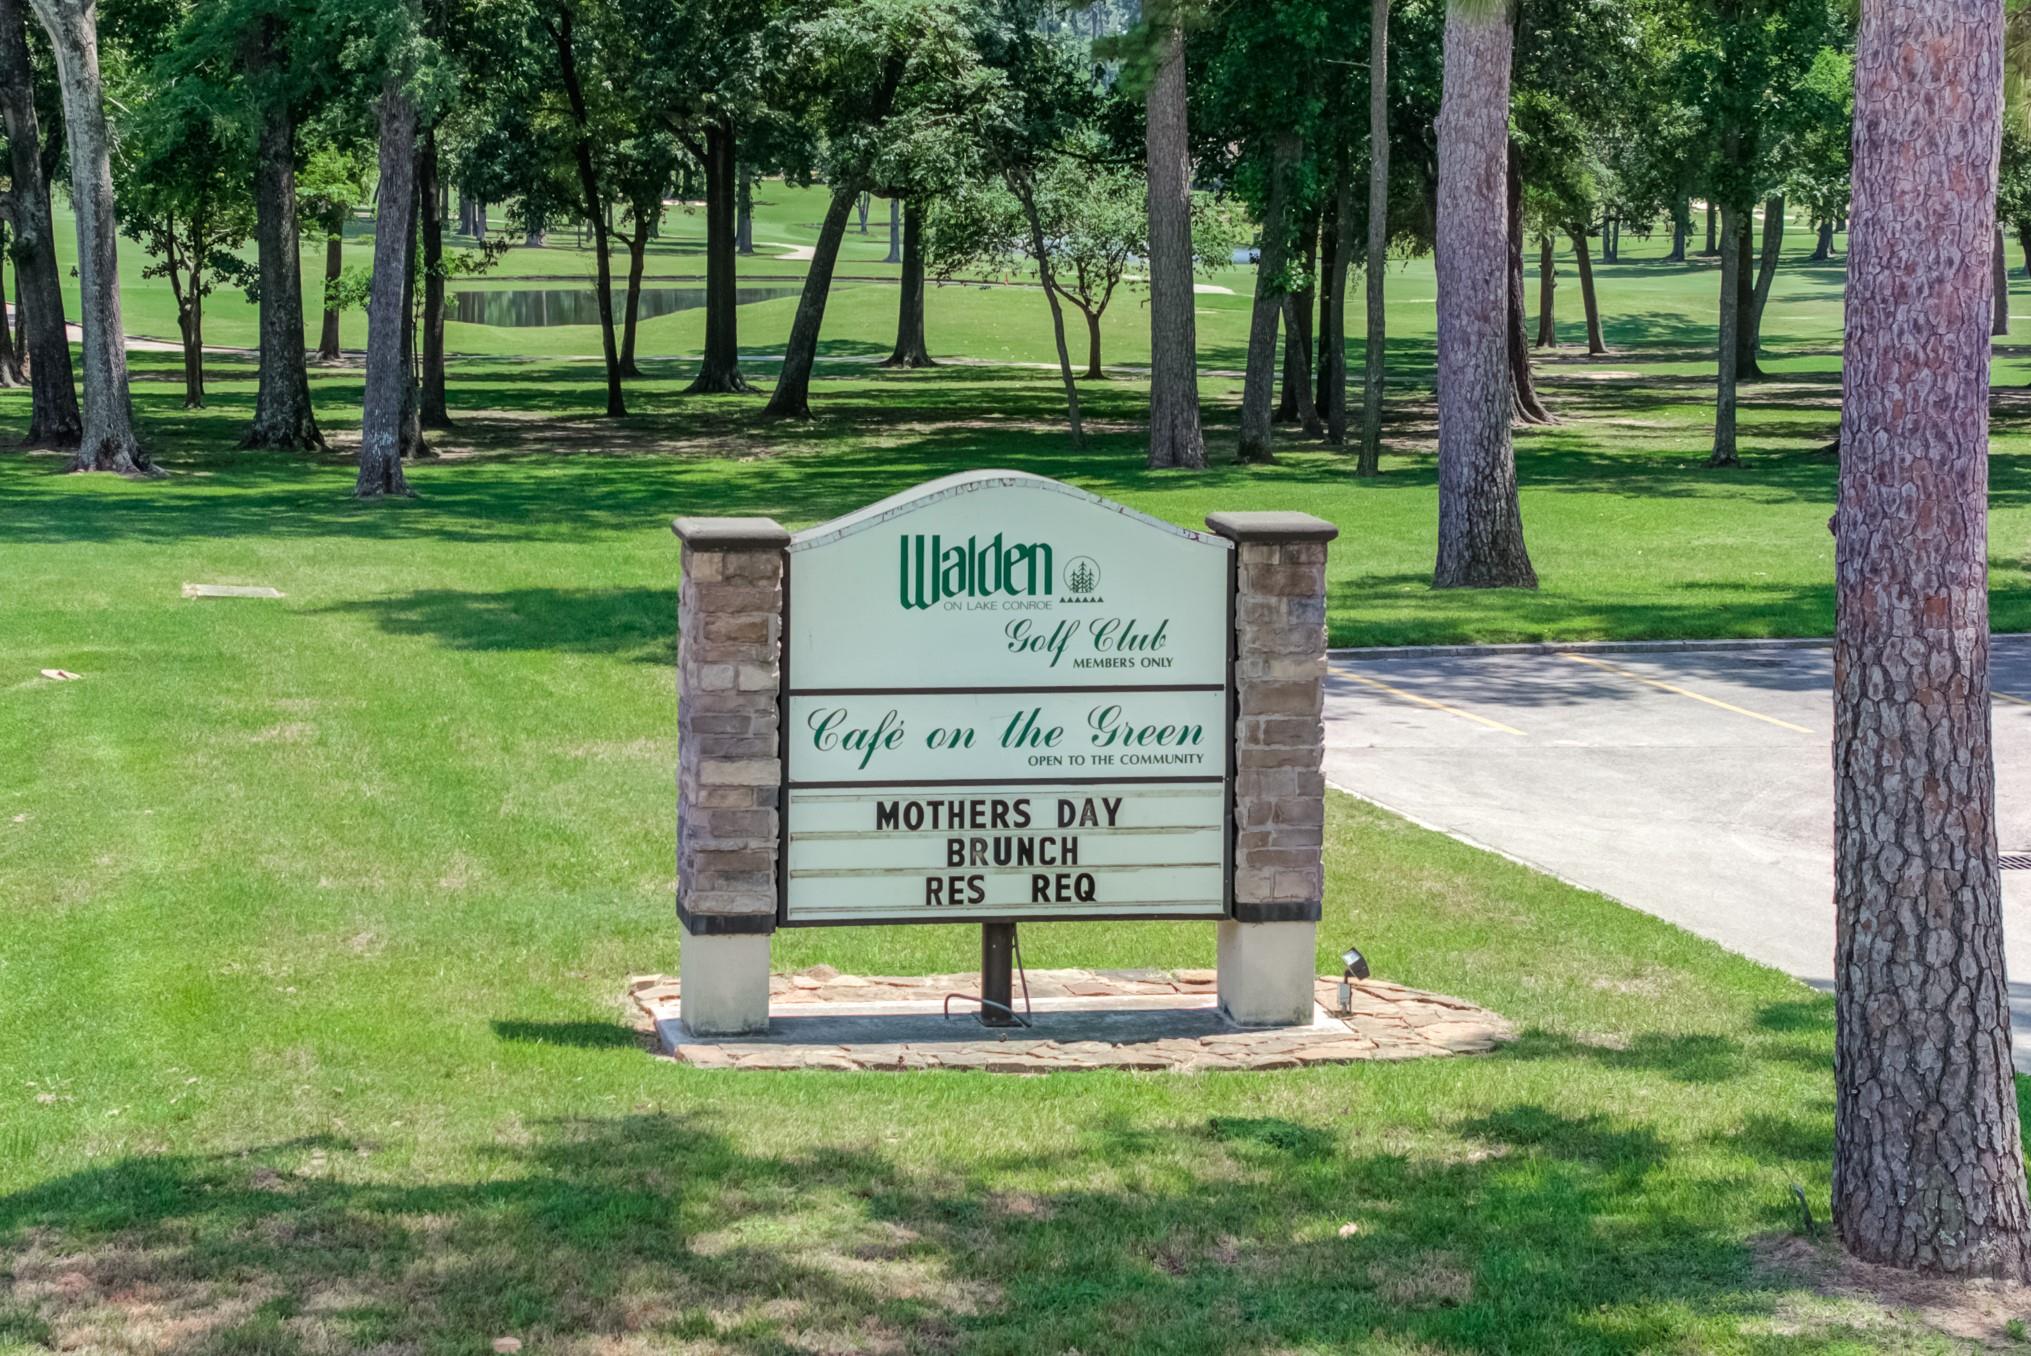 Walden
ON LAKE CONROE
Golf Club
MEMBERS ONLY
Café on the Green
OPEN TO THE COMMUNITY
MOTHERS DAY
BRUNCH
RES REQ